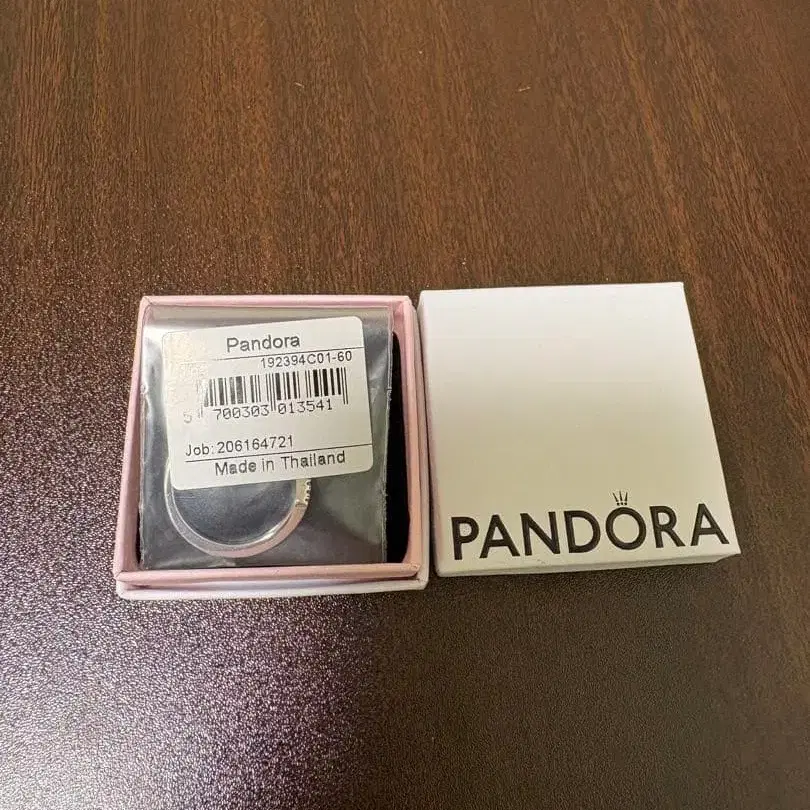 Pandora
192394C01-60
5 700303 013541
Job: 206164721
Made in Thailand
PANDORA